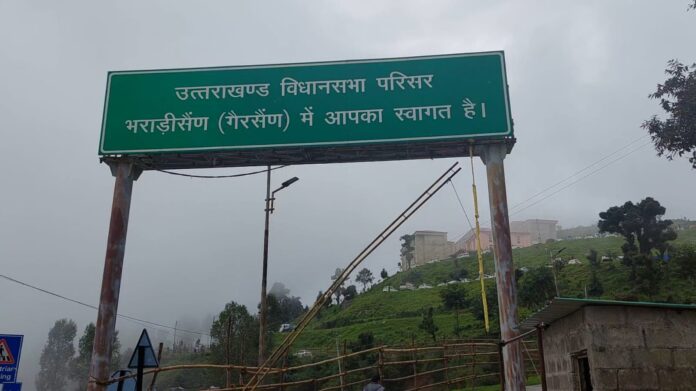 उत्तराखण्ड विधानसभा परिसर
भराड़ीसैंण (गैरसैंण) में आपका स्वागत है।